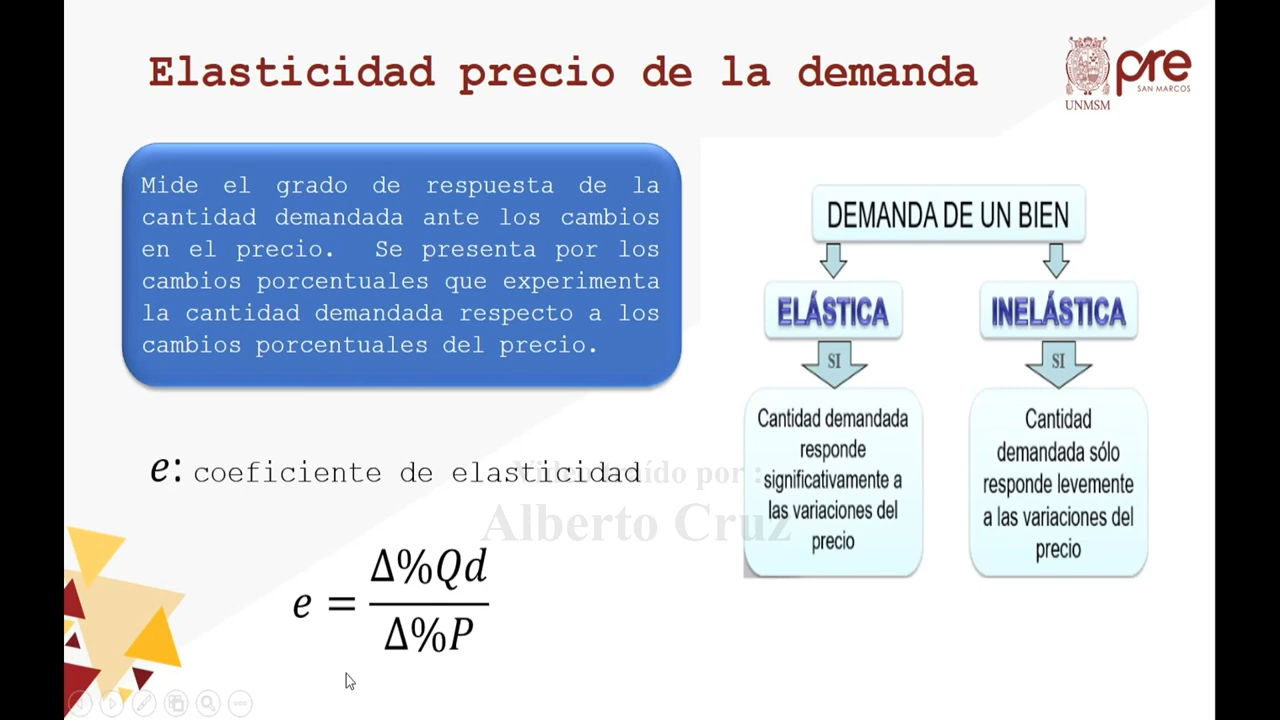 Elasticidad precio de la demanda
UNMSM
pre
SAN MARCOS
Mide el grado de respuesta de la
cantidad demandada ante los cambios
en el precio. Se presenta por los
cambios porcentuales que experimenta
la cantidad demandada respecto a los
cambios porcentuales del precio.
e: coeficiente de elasticidad
e = Δ%Qd / Δ%P
DEMANDA DE UN BIEN
ELÁSTICA
SI
Cantidad demandada
responde
significativamente a
las variaciones del
precio
INELÁSTICA
SI
Cantidad
demandada sólo
responde levemente
a las variaciones del
precio
por :
Alberto Cruz